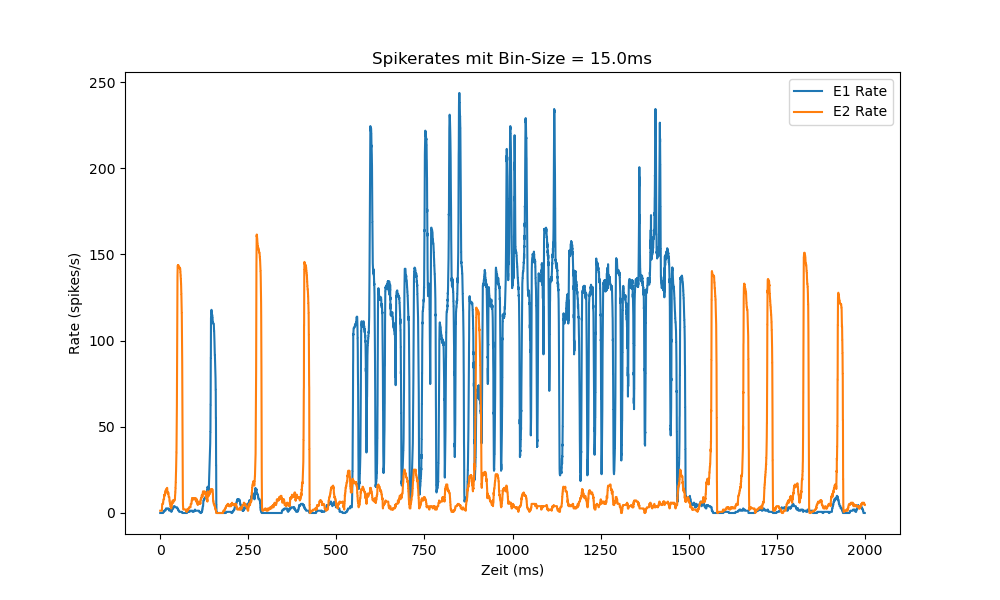 Spikerates mit Bin-Size = 15.0ms
E1 Rate
E2 Rate
250
200
150
100
50
0
Rate (spikes/s)
0 250 500 750 1000 1250 1500 1750 2000
Zeit (ms)